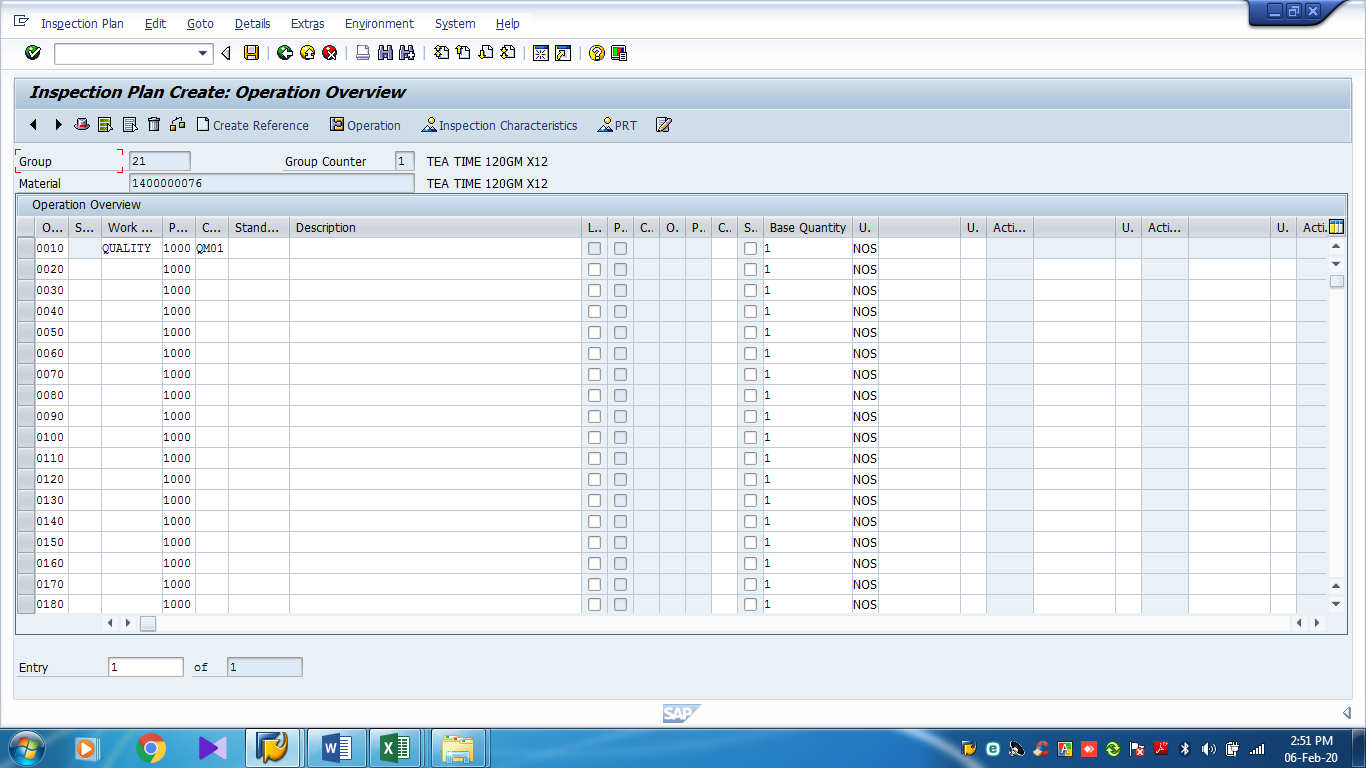 Inspection Plan Edit Goto Details Extras Environment System Help
Inspection Plan Create: Operation Overview
Create Reference Operation Inspection Characteristics PRT
Group 21 Group Counter 1 TEA TIME 120GM X12
Material 1400000076 TEA TIME 120GM X12
Operation Overview
O... S... Work ... P... C... Stand... Description L.. P.. C.. O. P.. C.. S.. Base Quantity U. U. Acti... U. Acti... U. Acti.
0010 QUALITY 1000 QM01 1 NOS
0020 1000 1 NOS
0030 1000 1 NOS
0040 1000 1 NOS
0050 1000 1 NOS
0060 1000 1 NOS
0070 1000 1 NOS
0080 1000 1 NOS
0090 1000 1 NOS
0100 1000 1 NOS
0110 1000 1 NOS
0120 1000 1 NOS
0130 1000 1 NOS
0140 1000 1 NOS
0150 1000 1 NOS
0160 1000 1 NOS
0170 1000 1 NOS
0180 1000 1 NOS
Entry 1 of 1
SAP
2:51 PM
06-Feb-20